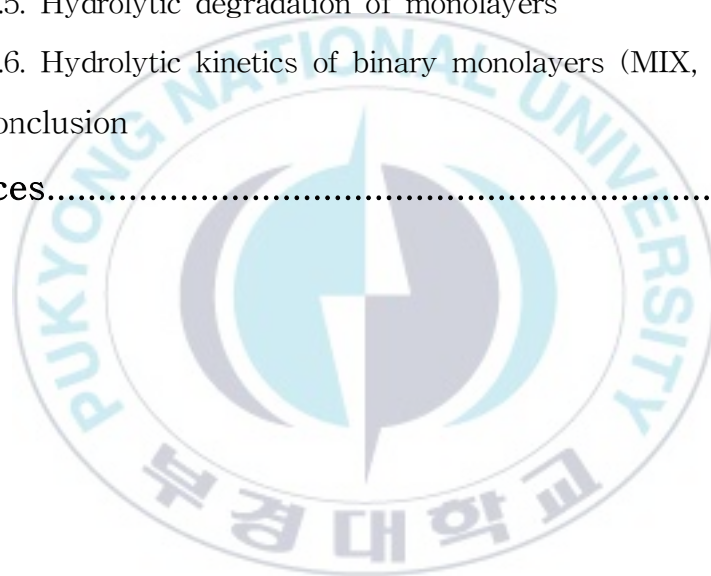 .5. Hydrolytic degradation of monolayers
.6. Hydrolytic kinetics of binary monolayers (MIX,
onclusion
ces........................................................................
PUKYONG NATIONAL UNIVERSITY
부경대학교